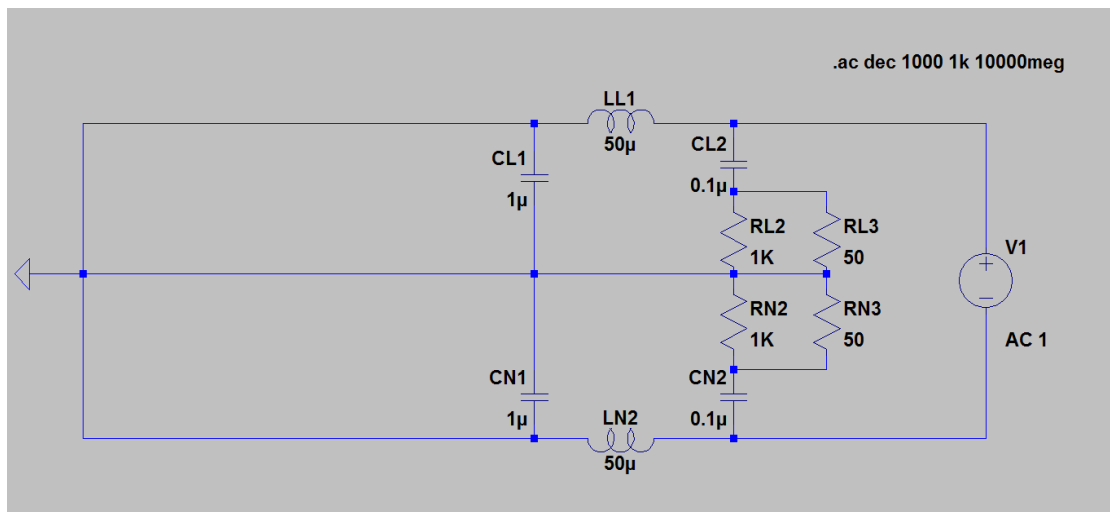 .ac dec 1000 1k 10000meg
LL1
50µ
CL1
1µ
CL2
0.1µ
RL2
1K
RL3
50
V1
AC 1
RN2
1K
RN3
50
CN1
1µ
LN2
50µ
CN2
0.1µ